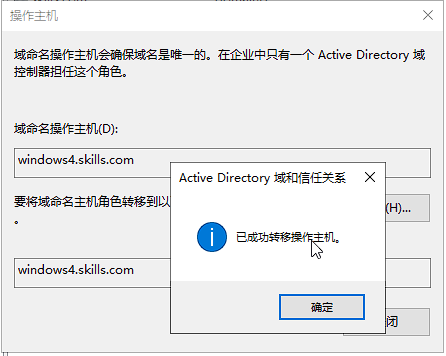 操作主机
域命名操作主机会确保域名是唯一的。在企业中只有一个 Active Directory 域
控制器担任这个角色。
域命名操作主机(D):
windows4.skills.com
Active Directory 域和信任关系
要将域命名主机角色转移到以
(H)...
。
已成功转移操作主机。
windows4.skills.com
确定
闭